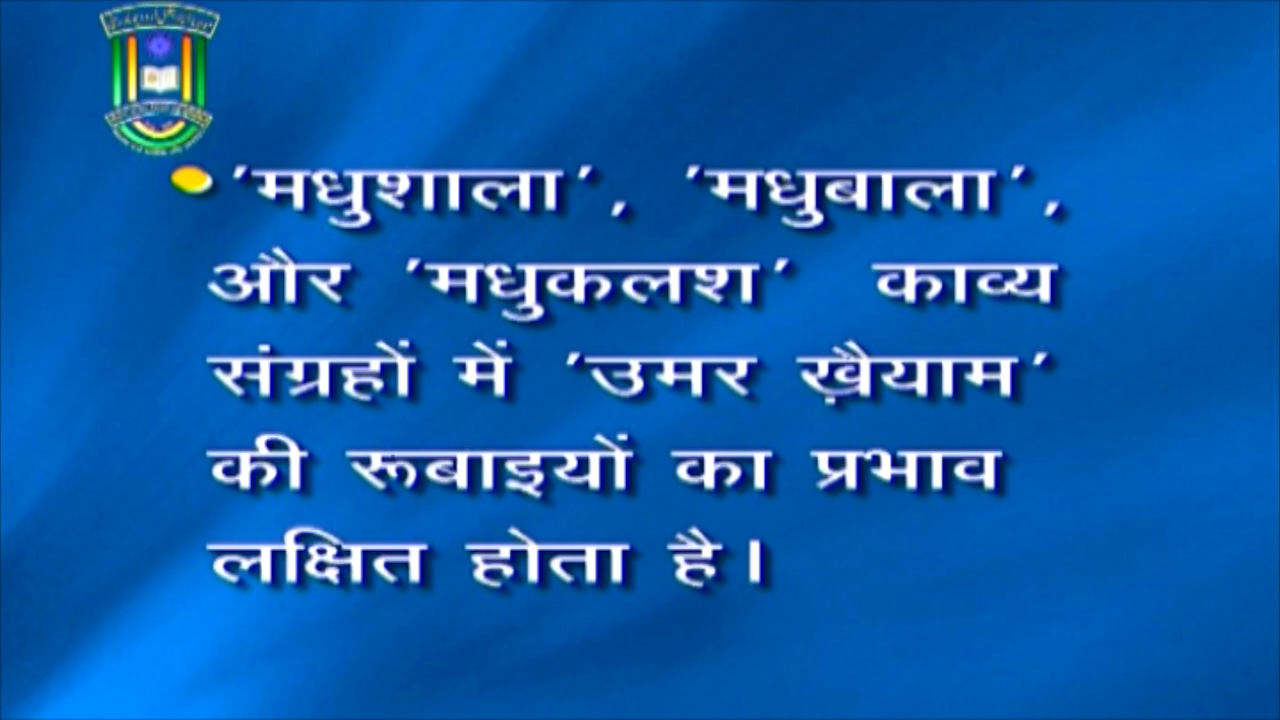 'मधुशाला', 'मधुबाला',
और 'मधुकलश' काव्य
संग्रहों में 'उमर ख़ैयाम'
की रूबाइयों का प्रभाव
लक्षित होता है।